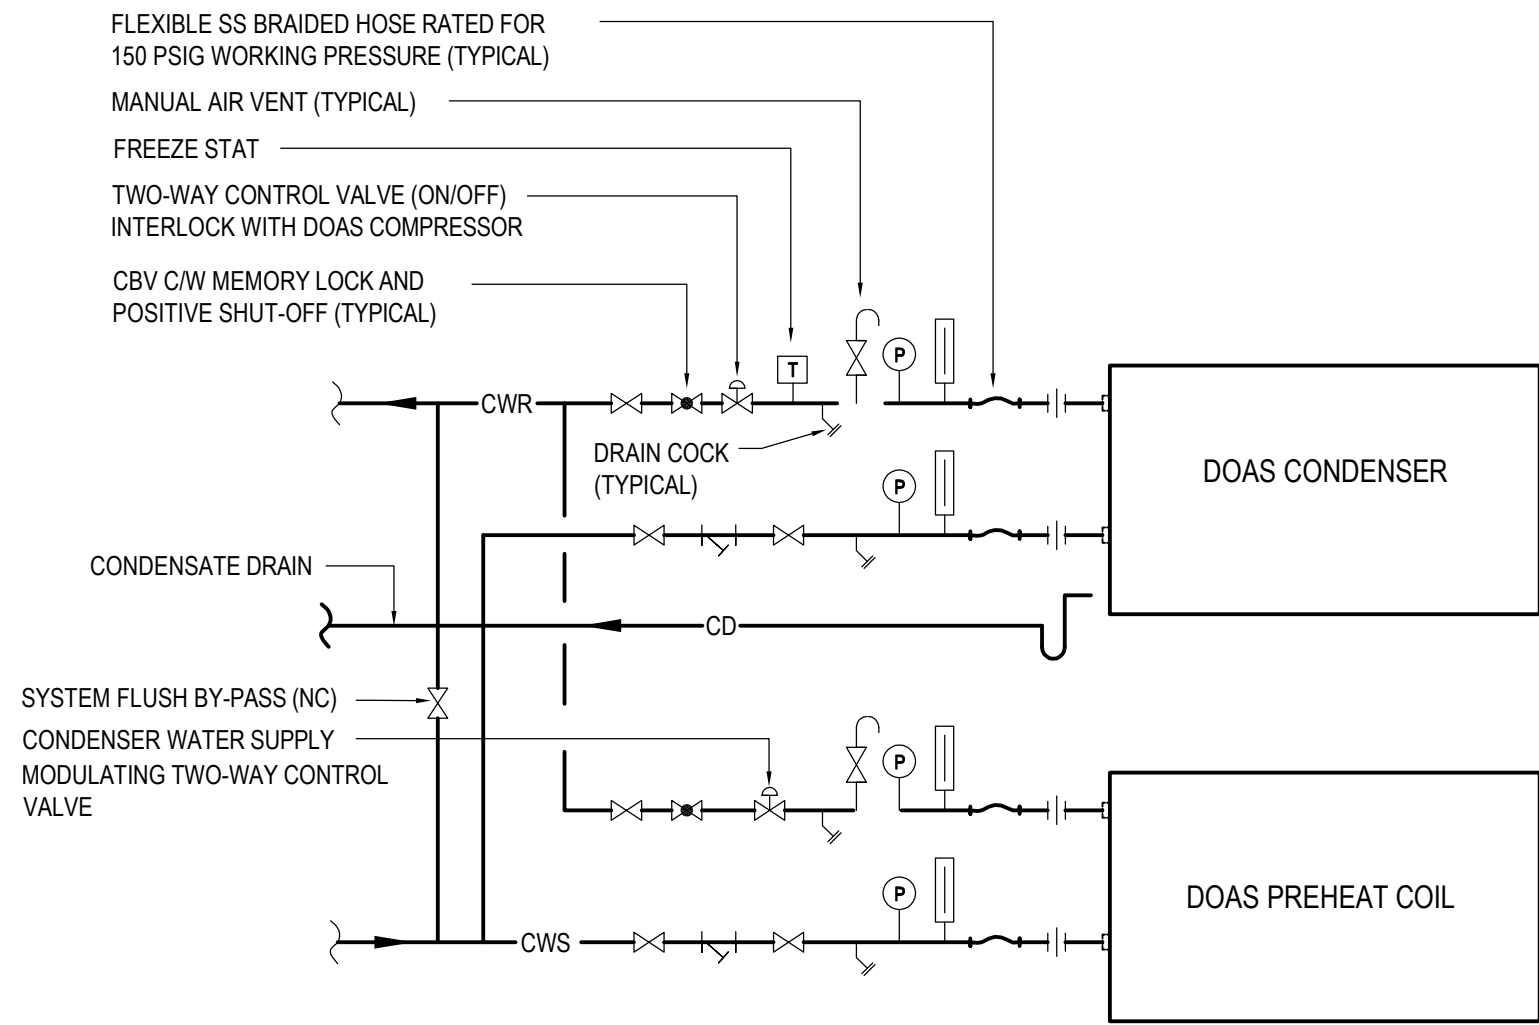 FLEXIBLE SS BRAIDED HOSE RATED FOR
150 PSIG WORKING PRESSURE (TYPICAL)
MANUAL AIR VENT (TYPICAL)
FREEZE STAT
TWO-WAY CONTROL VALVE (ON/OFF)
INTERLOCK WITH DOAS COMPRESSOR
CBV C/W MEMORY LOCK AND
POSITIVE SHUT-OFF (TYPICAL)
T
P
CWR
DRAIN COCK
(TYPICAL)
P
DOAS CONDENSER
CONDENSATE DRAIN
CD
SYSTEM FLUSH BY-PASS (NC)
CONDENSER WATER SUPPLY
MODULATING TWO-WAY CONTROL
VALVE
P
P
DOAS PREHEAT COIL
CWS